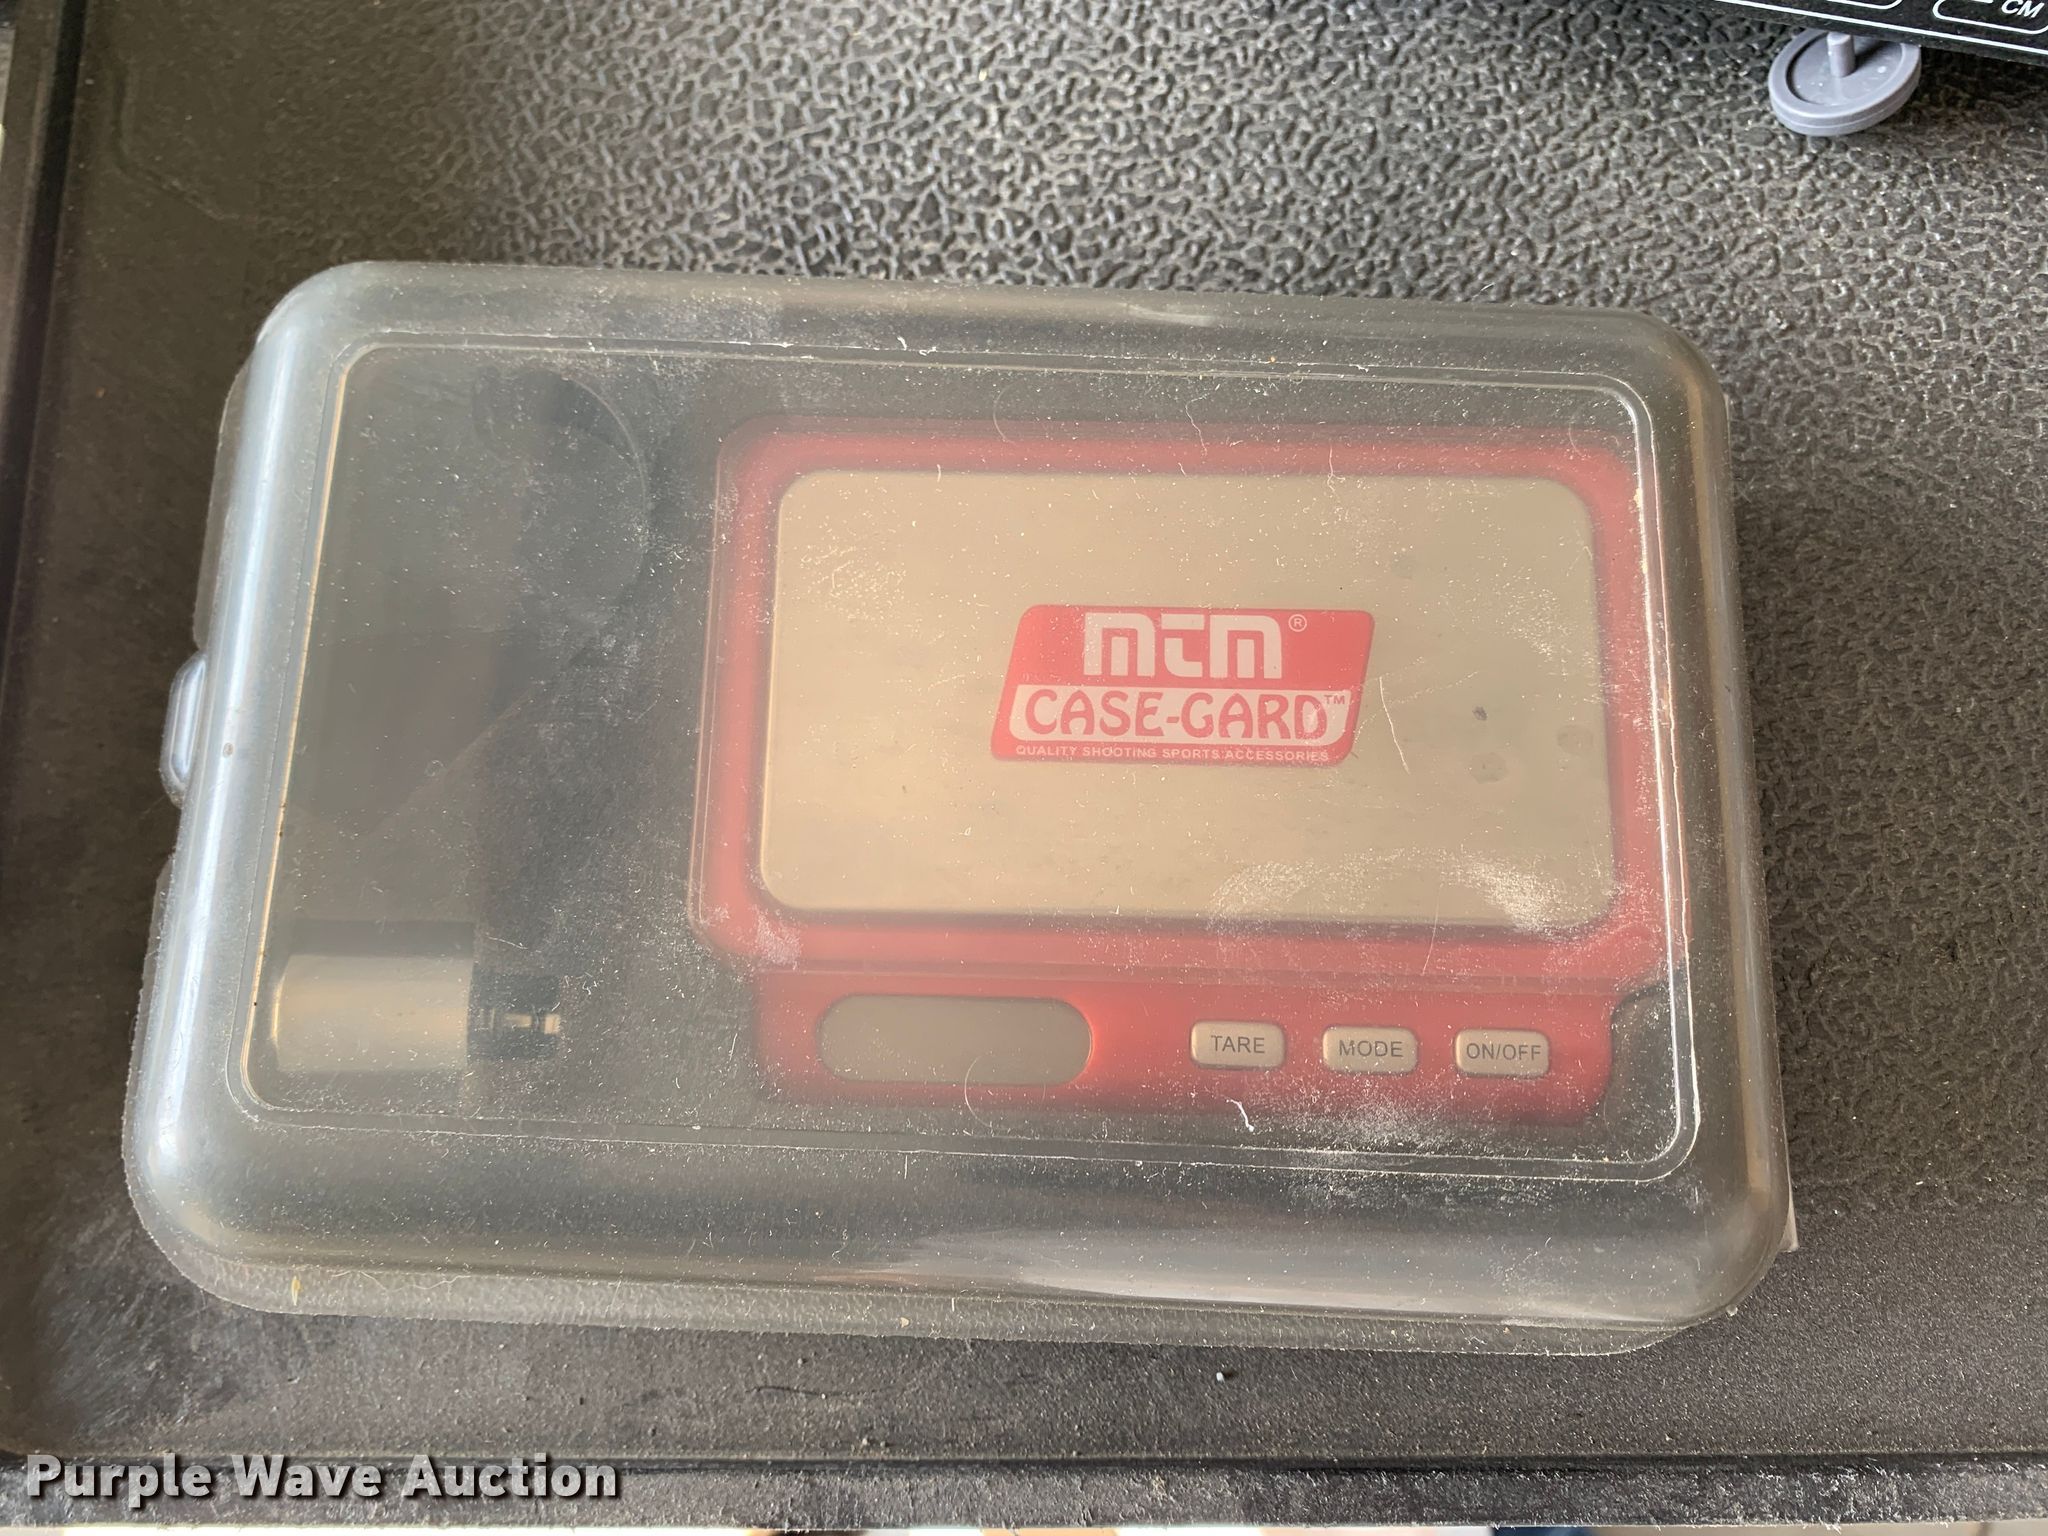 CM
mtm®
CASE-GARD™
QUALITY SHOOTING SPORTS ACCESSORIES
TARE MODE ON/OFF
Purple Wave Auction